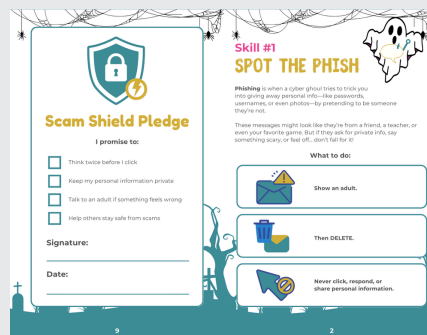 Scam Shield Pledge
I promise to:
Think twice before I click
Keep my personal information private
Talk to an adult if something feels wrong
Help others stay safe from scams
Signature:
Date:
9
Skill #1
SPOT THE PHISH
Phishing is when a cyber ghoul tries to trick you
into giving away personal info—like passwords,
usernames, or even photos—by pretending to be someone
they're not.
These messages might look like they're from a friend, a teacher, or
even your favorite game. But if they ask for private info, say
something scary, or feel off...don't fall for it!
What to do:
Show an adult.
Then DELETE.
Never click, respond, or
share personal information.
2